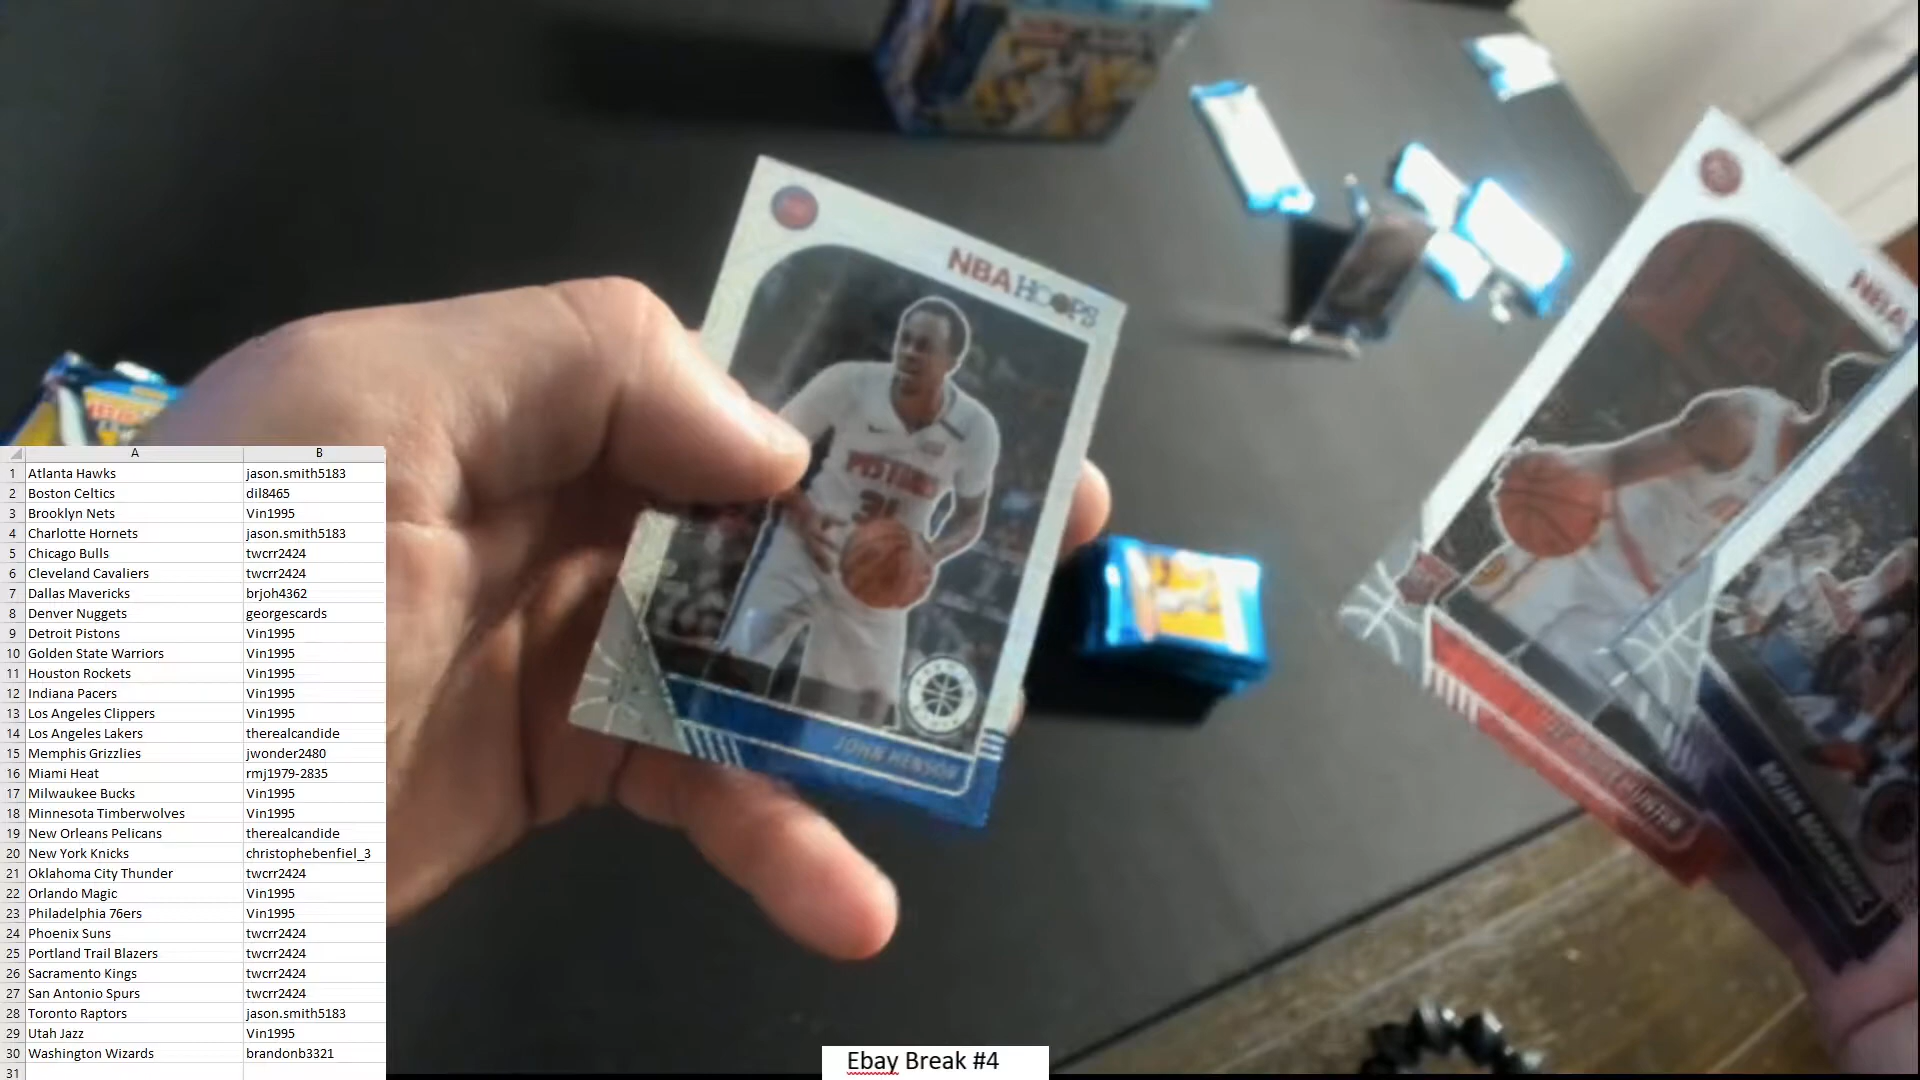 NBA HOOPS
NBA
PISTONS
31
JOHN HENSON
HUNTER
BOJAN BOGDANOVIC
A B
1 Atlanta Hawks jason.smith5183
2 Boston Celtics dil8465
3 Brooklyn Nets Vin1995
4 Charlotte Hornets jason.smith5183
5 Chicago Bulls twcrr2424
6 Cleveland Cavaliers twcrr2424
7 Dallas Mavericks brjoh4362
8 Denver Nuggets georgescards
9 Detroit Pistons Vin1995
10 Golden State Warriors Vin1995
11 Houston Rockets Vin1995
12 Indiana Pacers Vin1995
13 Los Angeles Clippers Vin1995
14 Los Angeles Lakers therealcandide
15 Memphis Grizzlies jwonder2480
16 Miami Heat rmj1979-2835
17 Milwaukee Bucks Vin1995
18 Minnesota Timberwolves Vin1995
19 New Orleans Pelicans therealcandide
20 New York Knicks christophebenfiel_3
21 Oklahoma City Thunder twcrr2424
22 Orlando Magic Vin1995
23 Philadelphia 76ers Vin1995
24 Phoenix Suns twcrr2424
25 Portland Trail Blazers twcrr2424
26 Sacramento Kings twcrr2424
27 San Antonio Spurs twcrr2424
28 Toronto Raptors jason.smith5183
29 Utah Jazz Vin1995
30 Washington Wizards brandonb3321
31
Ebay Break #4